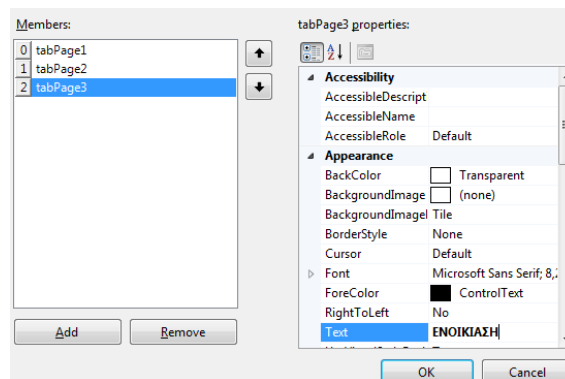 Members:
0 tabPage1
1 tabPage2
2 tabPage3
Add
Remove
tabPage3 properties:
Accessibility
AccessibleDescript
AccessibleName
AccessibleRole Default
Appearance
BackColor Transparent
BackgroundImage (none)
BackgroundImagel Tile
BorderStyle None
Cursor Default
Font Microsoft Sans Serif; 8,
ForeColor ControlText
RightToLeft No
Text ΕΝΟΙΚΙΑΣΗ
OK
Cancel